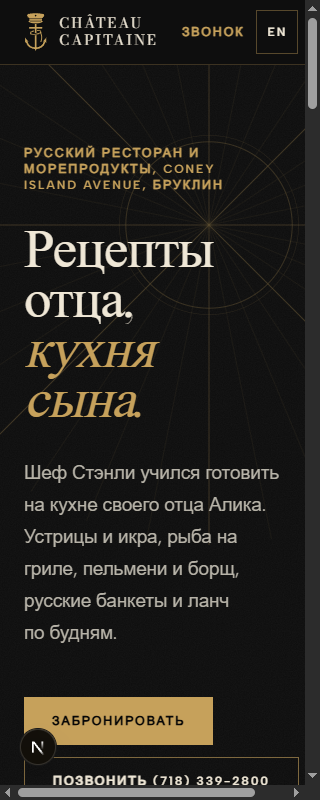 CHÂTEAU
CAPITAINE
ЗВОНОК
EN
РУССКИЙ РЕСТОРАН И
МОРЕПРОДУКТЫ, CONEY
ISLAND AVENUE, БРУКЛИН
Рецепты
отца,
кухня
сына.
Шеф Стэнли учился готовить
на кухне своего отца Алика.
Устрицы и икра, рыба на
гриле, пельмени и борщ,
русские банкеты и ланч
по будням.
ЗАБРОНИРОВАТЬ
N
ПОЗВОНИТЬ (718) 339-2800